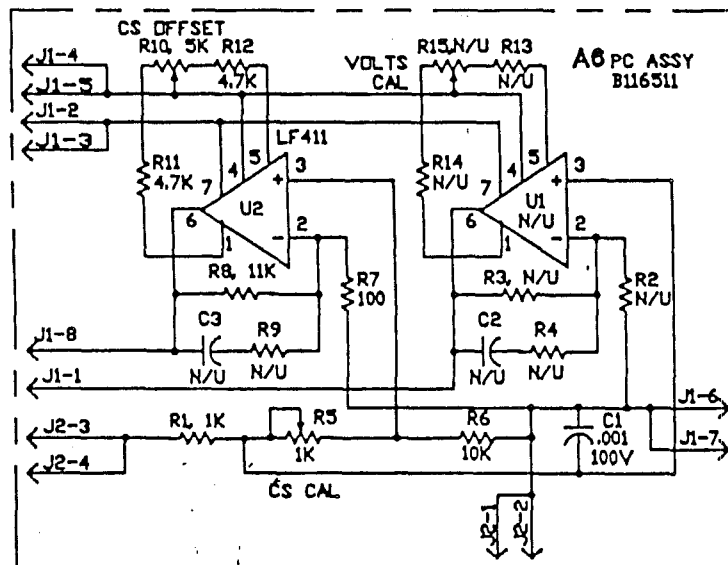 CS OFFSET
R10, 5K R12
4.7K
J1-4
J1-5
J1-2
J1-3
VOLTS
CAL
R15,N/U R13
N/U
A6 PC ASSY
B116511
LF411
R11
4.7K
7
4
5
3
6
U2
1
2
R14
N/U
7
4
5
3
6
U1
N/U
1
2
R8, 11K
R7
100
R3, N/U
R2
N/U
C3
N/U
R9
N/U
C2
N/U
R4
N/U
J1-8
J1-1
J1-6
J1-7
J2-3
J2-4
R1, 1K
R5
1K
R6
10K
C1
.001
100V
CS CAL
J2-1
J2-2